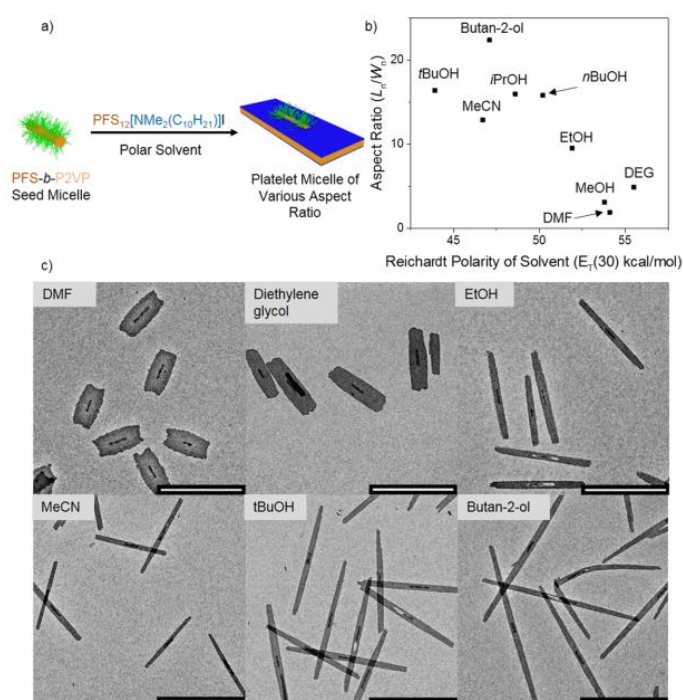 a)
PFS12[NMe2(C10H21)]I
Polar Solvent
PFS-b-P2VP
Seed Micelle
Platelet Micelle of
Various Aspect
Ratio
b)
Aspect Ratio (Ln/Wn)
20
10
0
Butan-2-ol
tBuOH
iPrOH
nBuOH
MeCN
EtOH
DEG
MeOH
DMF
45 50 55
Reichardt Polarity of Solvent (ET(30) kcal/mol)
c)
DMF
Diethylene
glycol
EtOH
MeCN
tBuOH
Butan-2-ol